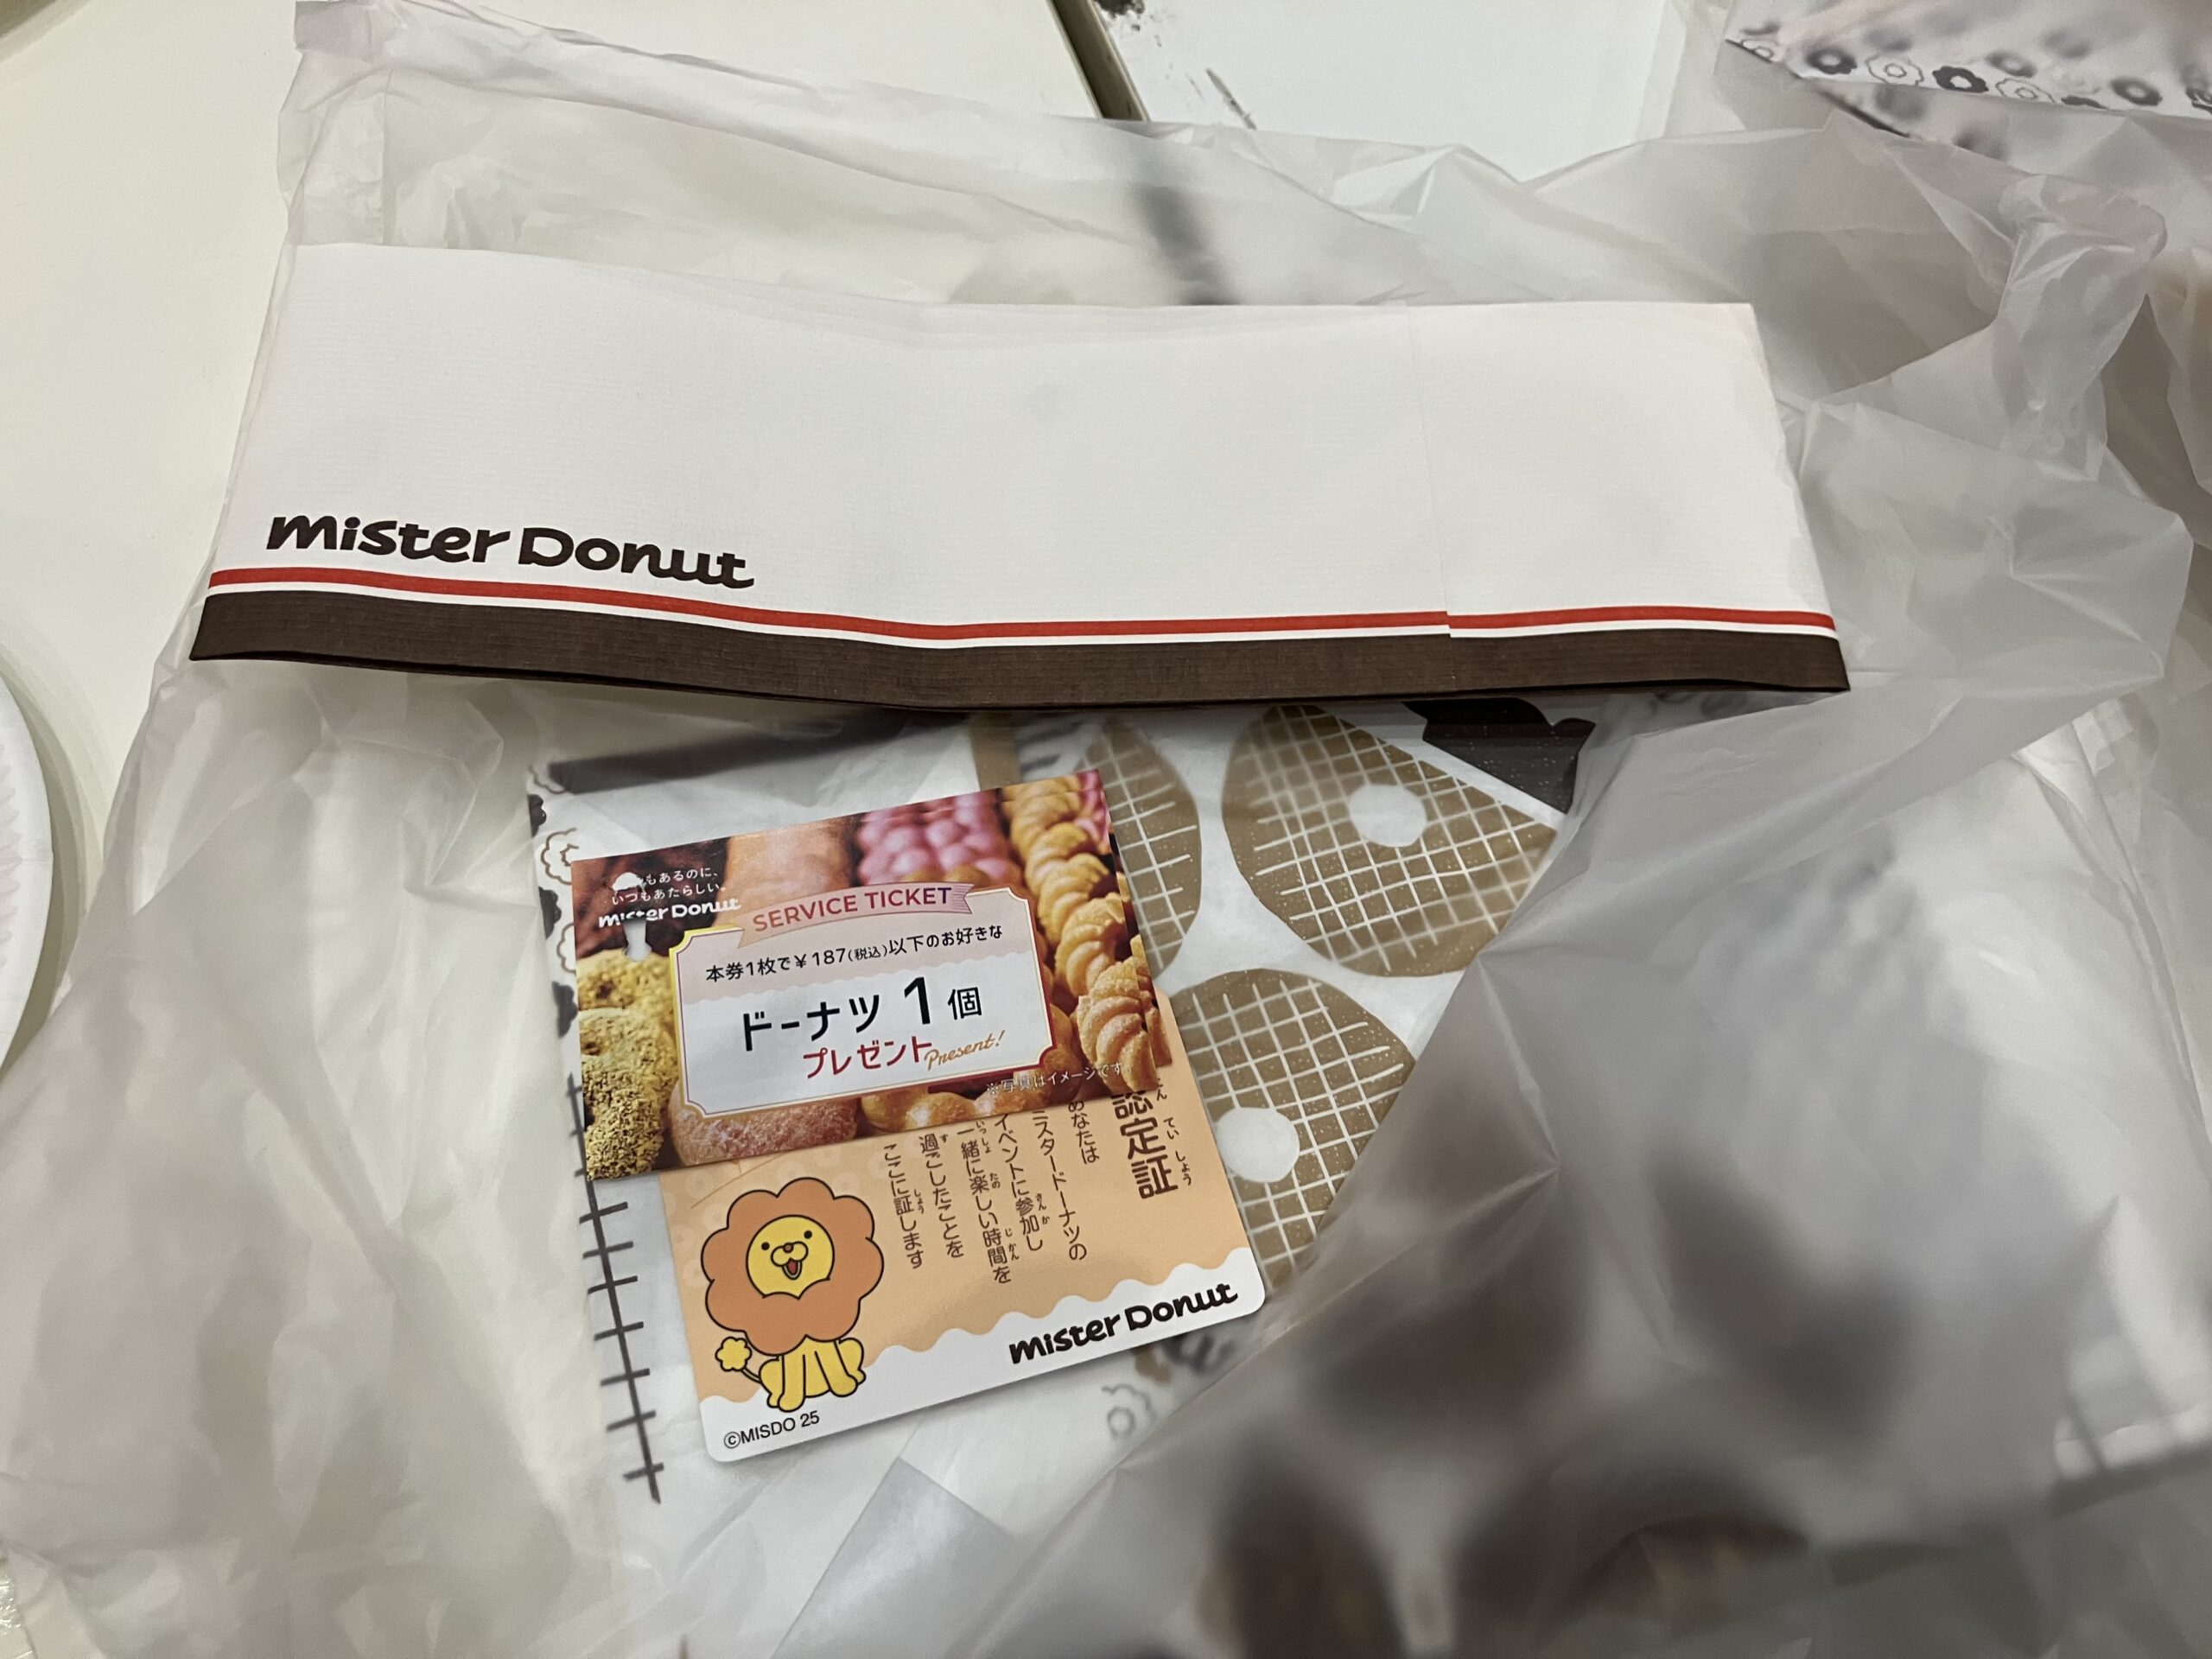 Mister Donut
もあるのに、
いつもあたらしい。
Mister Donut
SERVICE TICKET
本券1枚で¥187(税込)以下のお好きな
ドーナツ 1個
プレゼント Present!
※写真はイメージです
認定証
あなたは
ミスタードーナツの
イベントに参加し
一緒に楽しい時間を
過ごしたことを
ここに証します
Mister Donut
©MISDO 25